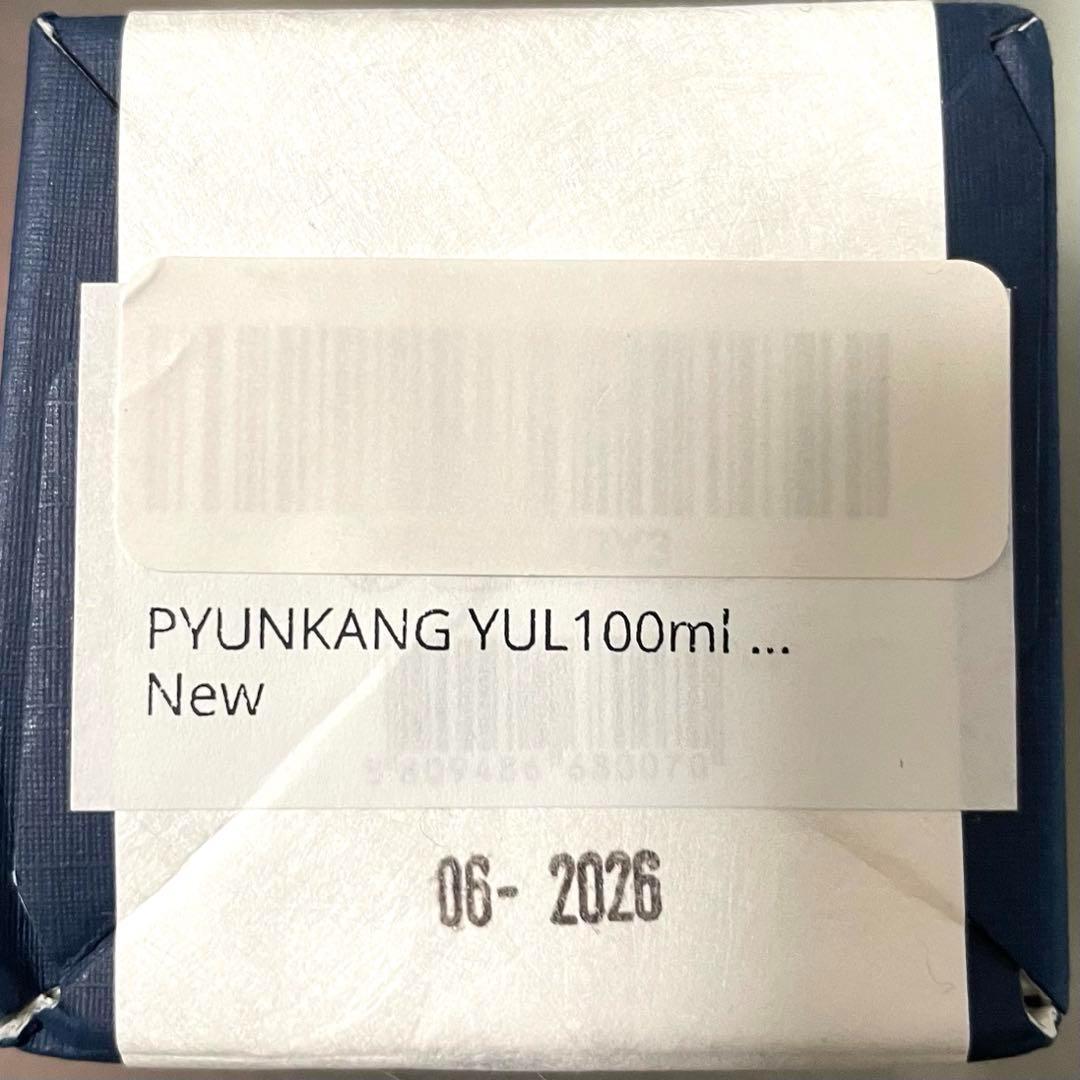 PYUNKANG YUL100ml ...
New
06- 2026